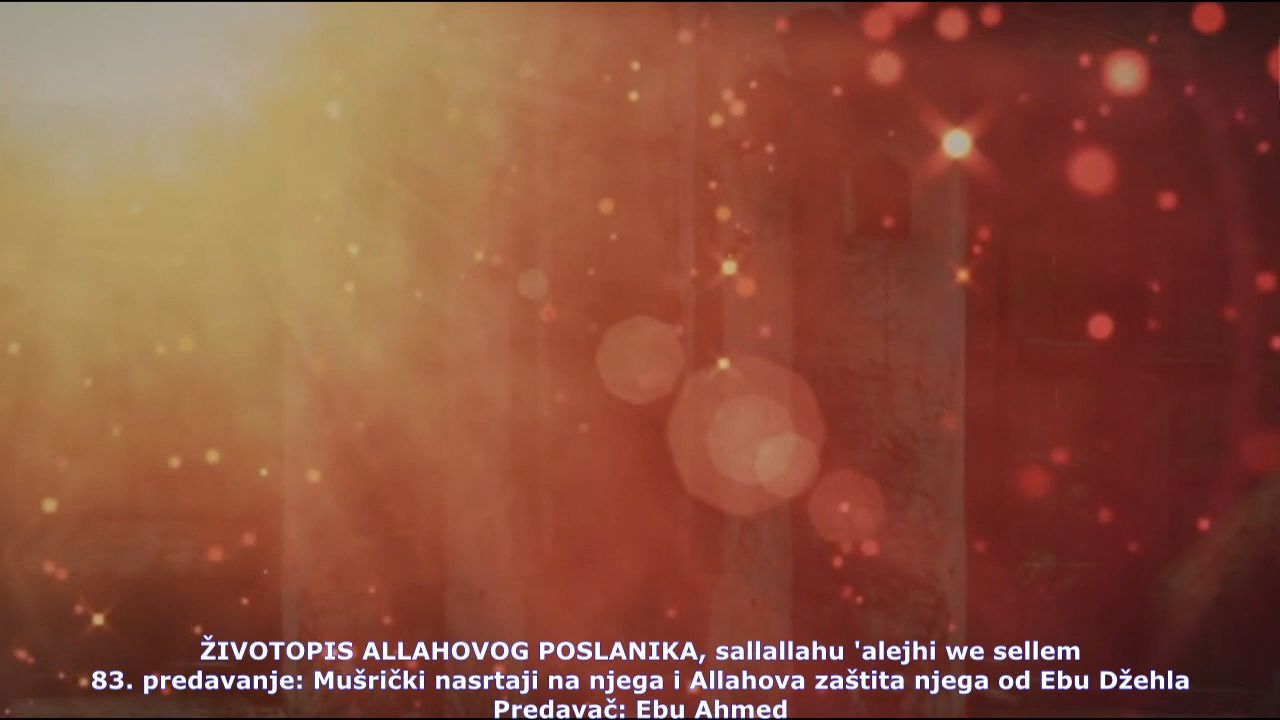 ŽIVOTOPIS ALLAHOVOG POSLANIKA, sallallahu 'alejhi we sellem
83. predavanje: Mušrički nasrtaji na njega i Allahova zaštita njega od Ebu Džehla
Predavač: Ebu Ahmed